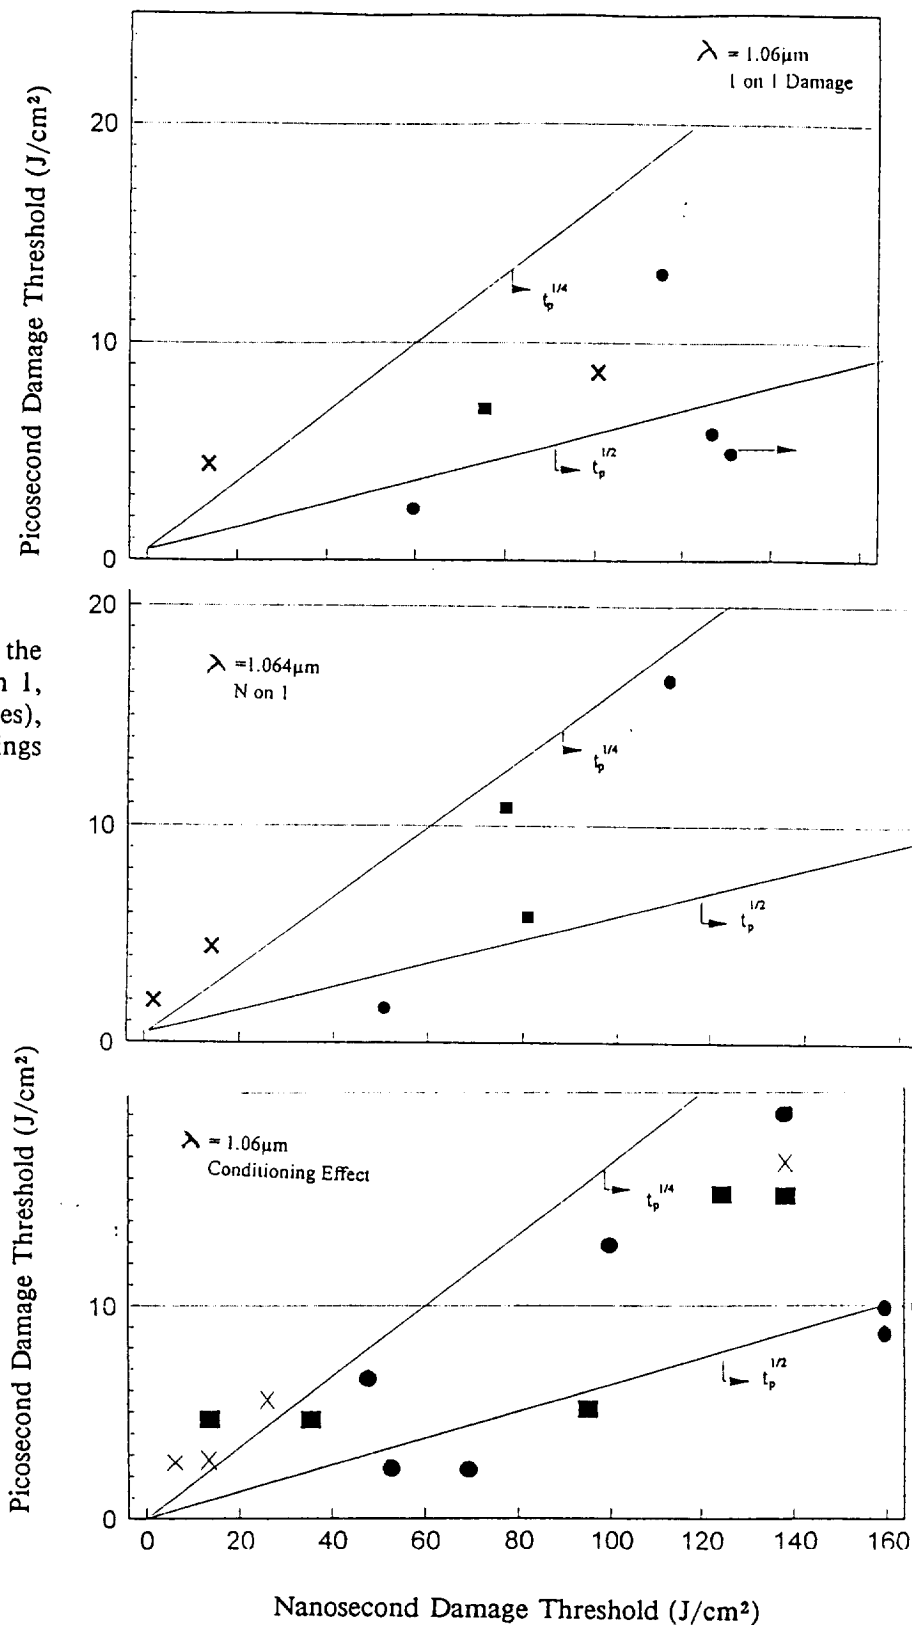 λ = 1.06μm
1 on 1 Damage
Picosecond Damage Threshold (J/cm²)
20
10
0
t_p^1/4
t_p^1/2
20
10
0
λ =1.064μm
N on 1
t_p^1/4
t_p^1/2
the
1,
es),
ings
Picosecond Damage Threshold (J/cm²)
λ = 1.06μm
Conditioning Effect
10
0
t_p^1/4
t_p^1/2
0 20 40 60 80 100 120 140 160
Nanosecond Damage Threshold (J/cm²)